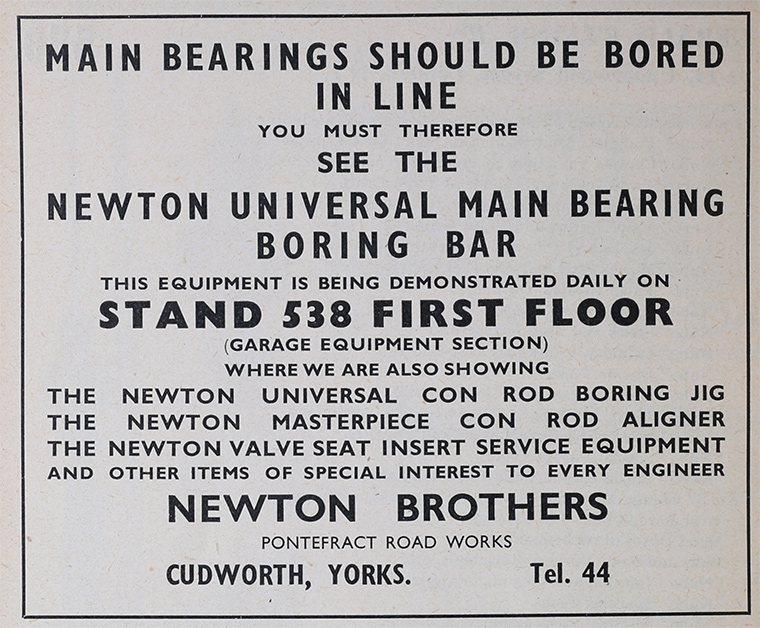 MAIN BEARINGS SHOULD BE BORED
IN LINE
YOU MUST THEREFORE
SEE THE
NEWTON UNIVERSAL MAIN BEARING
BORING BAR
THIS EQUIPMENT IS BEING DEMONSTRATED DAILY ON
STAND 538 FIRST FLOOR
(GARAGE EQUIPMENT SECTION)
WHERE WE ARE ALSO SHOWING
THE NEWTON UNIVERSAL CON ROD BORING JIG
THE NEWTON MASTERPIECE CON ROD ALIGNER
THE NEWTON VALVE SEAT INSERT SERVICE EQUIPMENT
AND OTHER ITEMS OF SPECIAL INTEREST TO EVERY ENGINEER
NEWTON BROTHERS
PONTEFRACT ROAD WORKS
CUDWORTH, YORKS. Tel. 44